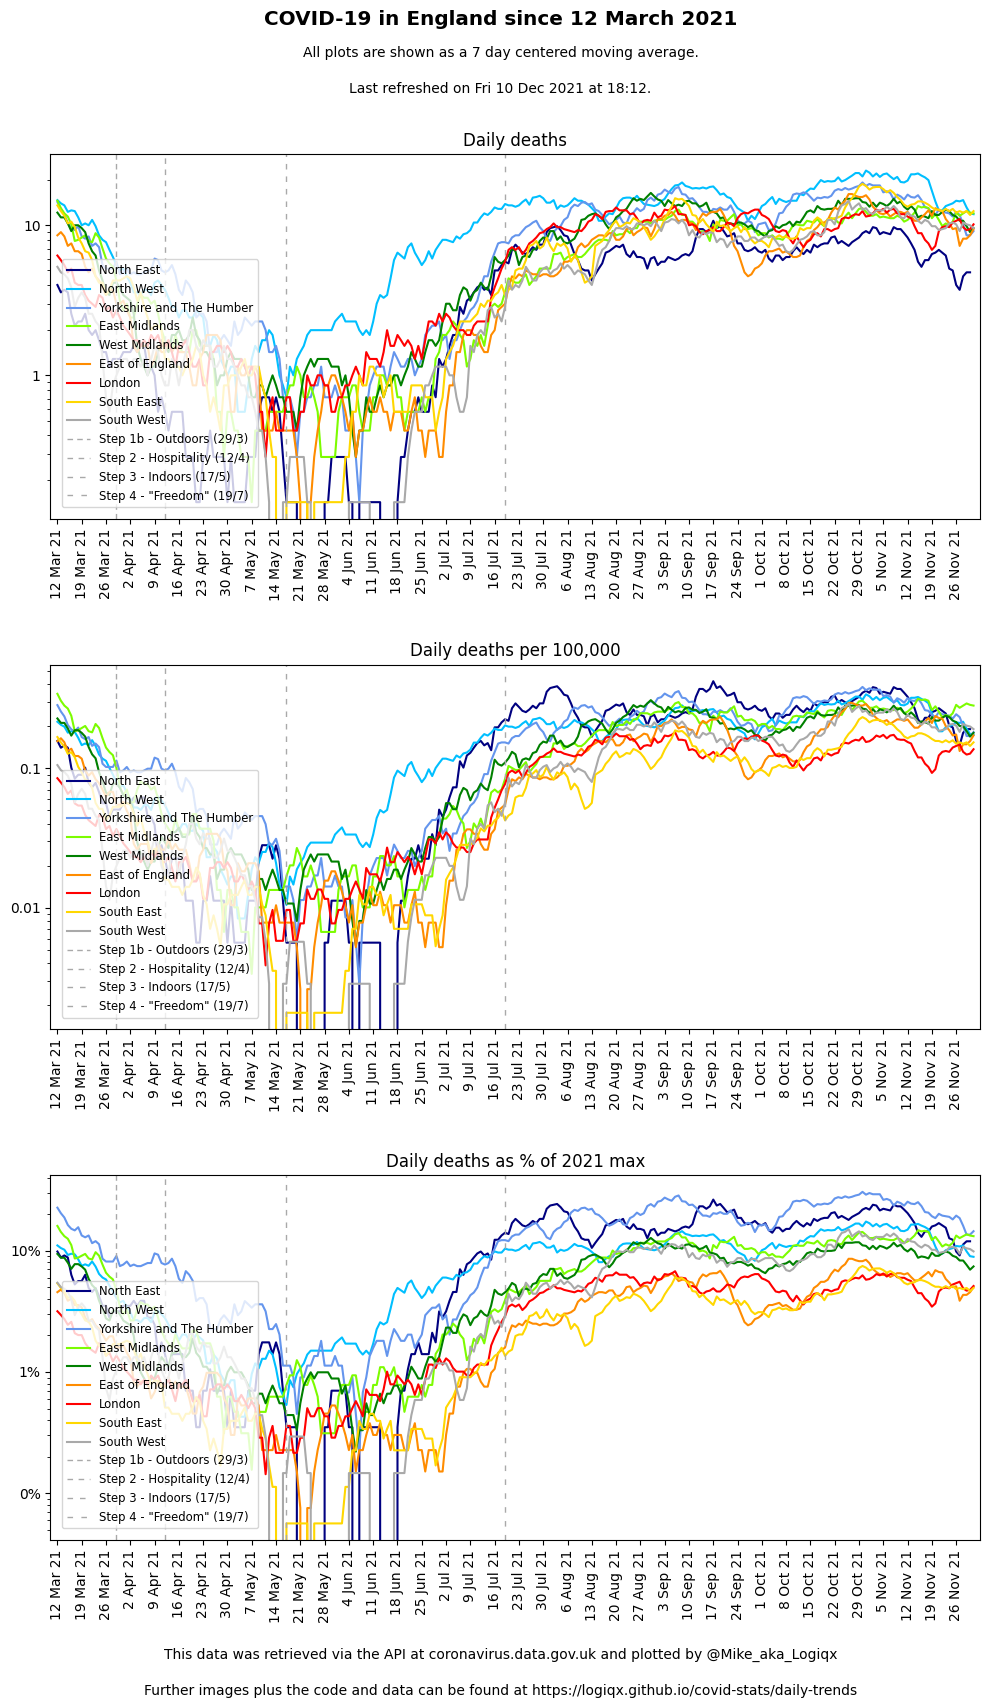 COVID-19 in England since 12 March 2021
All plots are shown as a 7 day centered moving average.
Last refreshed on Fri 10 Dec 2021 at 18:12.
Daily deaths
10
1
North East
North West
Yorkshire and The Humber
East Midlands
West Midlands
East of England
London
South East
South West
Step 1b - Outdoors (29/3)
Step 2 - Hospitality (12/4)
Step 3 - Indoors (17/5)
Step 4 - "Freedom" (19/7)
12 Mar 21
19 Mar 21
26 Mar 21
2 Apr 21
9 Apr 21
16 Apr 21
23 Apr 21
30 Apr 21
7 May 21
14 May 21
21 May 21
28 May 21
4 Jun 21
11 Jun 21
18 Jun 21
25 Jun 21
2 Jul 21
9 Jul 21
16 Jul 21
23 Jul 21
30 Jul 21
6 Aug 21
13 Aug 21
20 Aug 21
27 Aug 21
3 Sep 21
10 Sep 21
17 Sep 21
24 Sep 21
1 Oct 21
8 Oct 21
15 Oct 21
22 Oct 21
29 Oct 21
5 Nov 21
12 Nov 21
19 Nov 21
26 Nov 21
Daily deaths per 100,000
0.1
0.01
North East
North West
Yorkshire and The Humber
East Midlands
West Midlands
East of England
London
South East
South West
Step 1b - Outdoors (29/3)
Step 2 - Hospitality (12/4)
Step 3 - Indoors (17/5)
Step 4 - "Freedom" (19/7)
12 Mar 21
19 Mar 21
26 Mar 21
2 Apr 21
9 Apr 21
16 Apr 21
23 Apr 21
30 Apr 21
7 May 21
14 May 21
21 May 21
28 May 21
4 Jun 21
11 Jun 21
18 Jun 21
25 Jun 21
2 Jul 21
9 Jul 21
16 Jul 21
23 Jul 21
30 Jul 21
6 Aug 21
13 Aug 21
20 Aug 21
27 Aug 21
3 Sep 21
10 Sep 21
17 Sep 21
24 Sep 21
1 Oct 21
8 Oct 21
15 Oct 21
22 Oct 21
29 Oct 21
5 Nov 21
12 Nov 21
19 Nov 21
26 Nov 21
Daily deaths as % of 2021 max
10%
1%
0%
North East
North West
Yorkshire and The Humber
East Midlands
West Midlands
East of England
London
South East
South West
Step 1b - Outdoors (29/3)
Step 2 - Hospitality (12/4)
Step 3 - Indoors (17/5)
Step 4 - "Freedom" (19/7)
12 Mar 21
19 Mar 21
26 Mar 21
2 Apr 21
9 Apr 21
16 Apr 21
23 Apr 21
30 Apr 21
7 May 21
14 May 21
21 May 21
28 May 21
4 Jun 21
11 Jun 21
18 Jun 21
25 Jun 21
2 Jul 21
9 Jul 21
16 Jul 21
23 Jul 21
30 Jul 21
6 Aug 21
13 Aug 21
20 Aug 21
27 Aug 21
3 Sep 21
10 Sep 21
17 Sep 21
24 Sep 21
1 Oct 21
8 Oct 21
15 Oct 21
22 Oct 21
29 Oct 21
5 Nov 21
12 Nov 21
19 Nov 21
26 Nov 21
This data was retrieved via the API at coronavirus.data.gov.uk and plotted by @Mike_aka_Logiqx
Further images plus the code and data can be found at https://logiqx.github.io/covid-stats/daily-trends